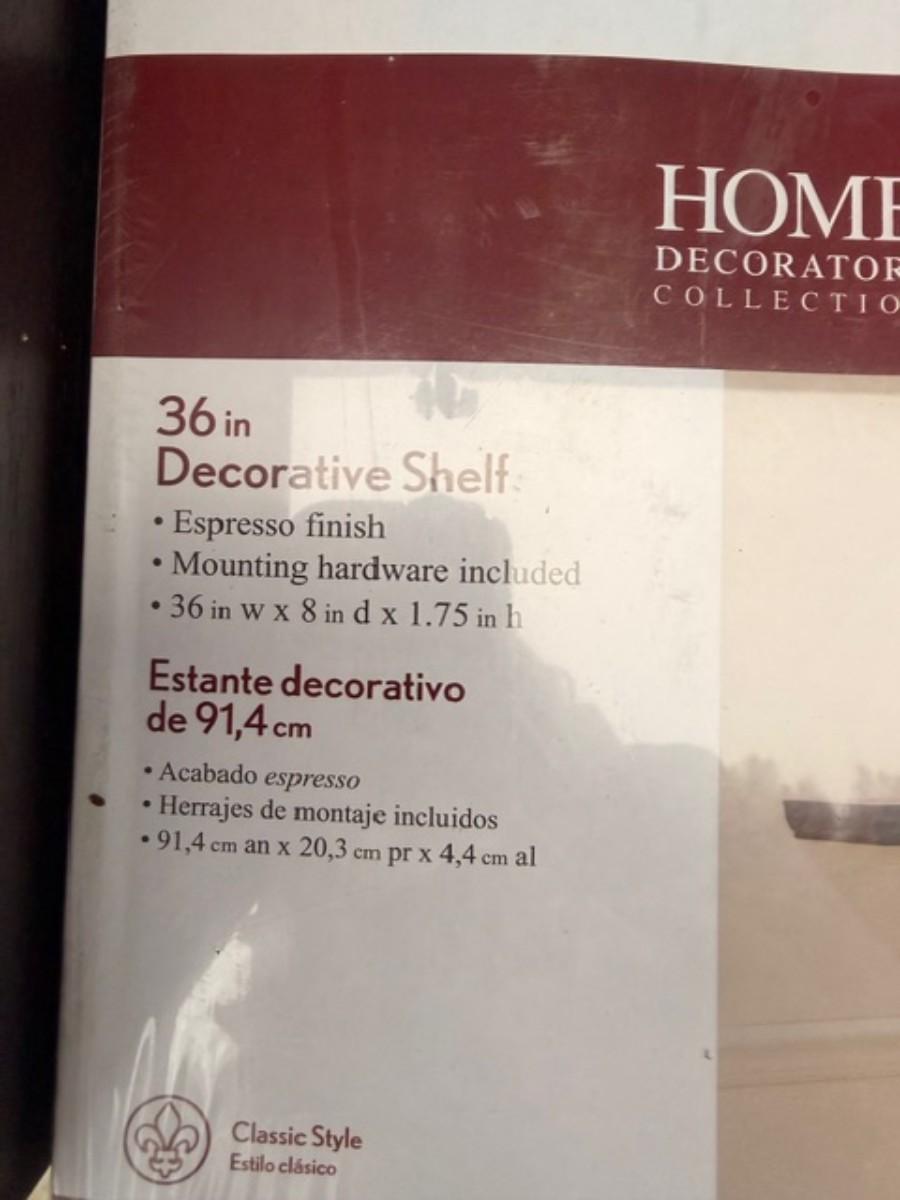 HOME
DECORATOR
COLLECTIO
36 in
Decorative Shelf
• Espresso finish
• Mounting hardware included
• 36 in w x 8 in d x 1.75 in h
Estante decorativo
de 91,4 cm
• Acabado espresso
• Herrajes de montaje incluidos
• 91,4 cm an x 20,3 cm pr x 4,4 cm al
Classic Style
Estilo clásico